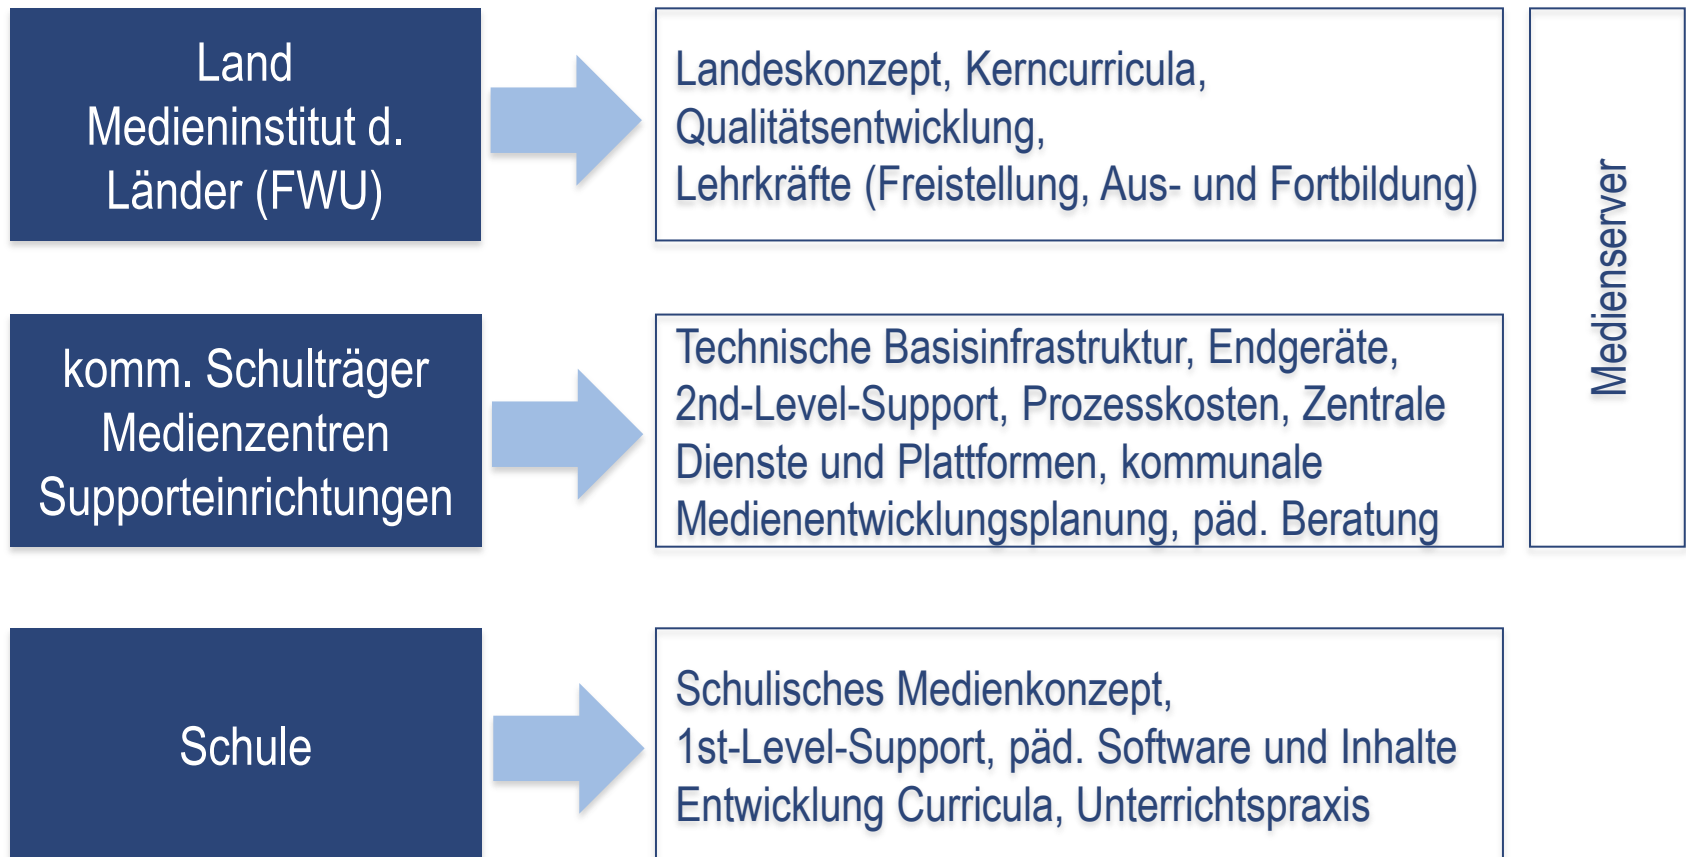 Land
Medieninstitut d.
Länder (FWU)
Landeskonzept, Kerncurricula,
Qualitätsentwicklung,
Lehrkräfte (Freistellung, Aus- und Fortbildung)
Medienserver
komm. Schulträger
Medienzentren
Supporteinrichtungen
Technische Basisinfrastruktur, Endgeräte,
2nd-Level-Support, Prozesskosten, Zentrale
Dienste und Plattformen, kommunale
Medienentwicklungsplanung, päd. Beratung
Schule
Schulisches Medienkonzept,
1st-Level-Support, päd. Software und Inhalte
Entwicklung Curricula, Unterrichtspraxis